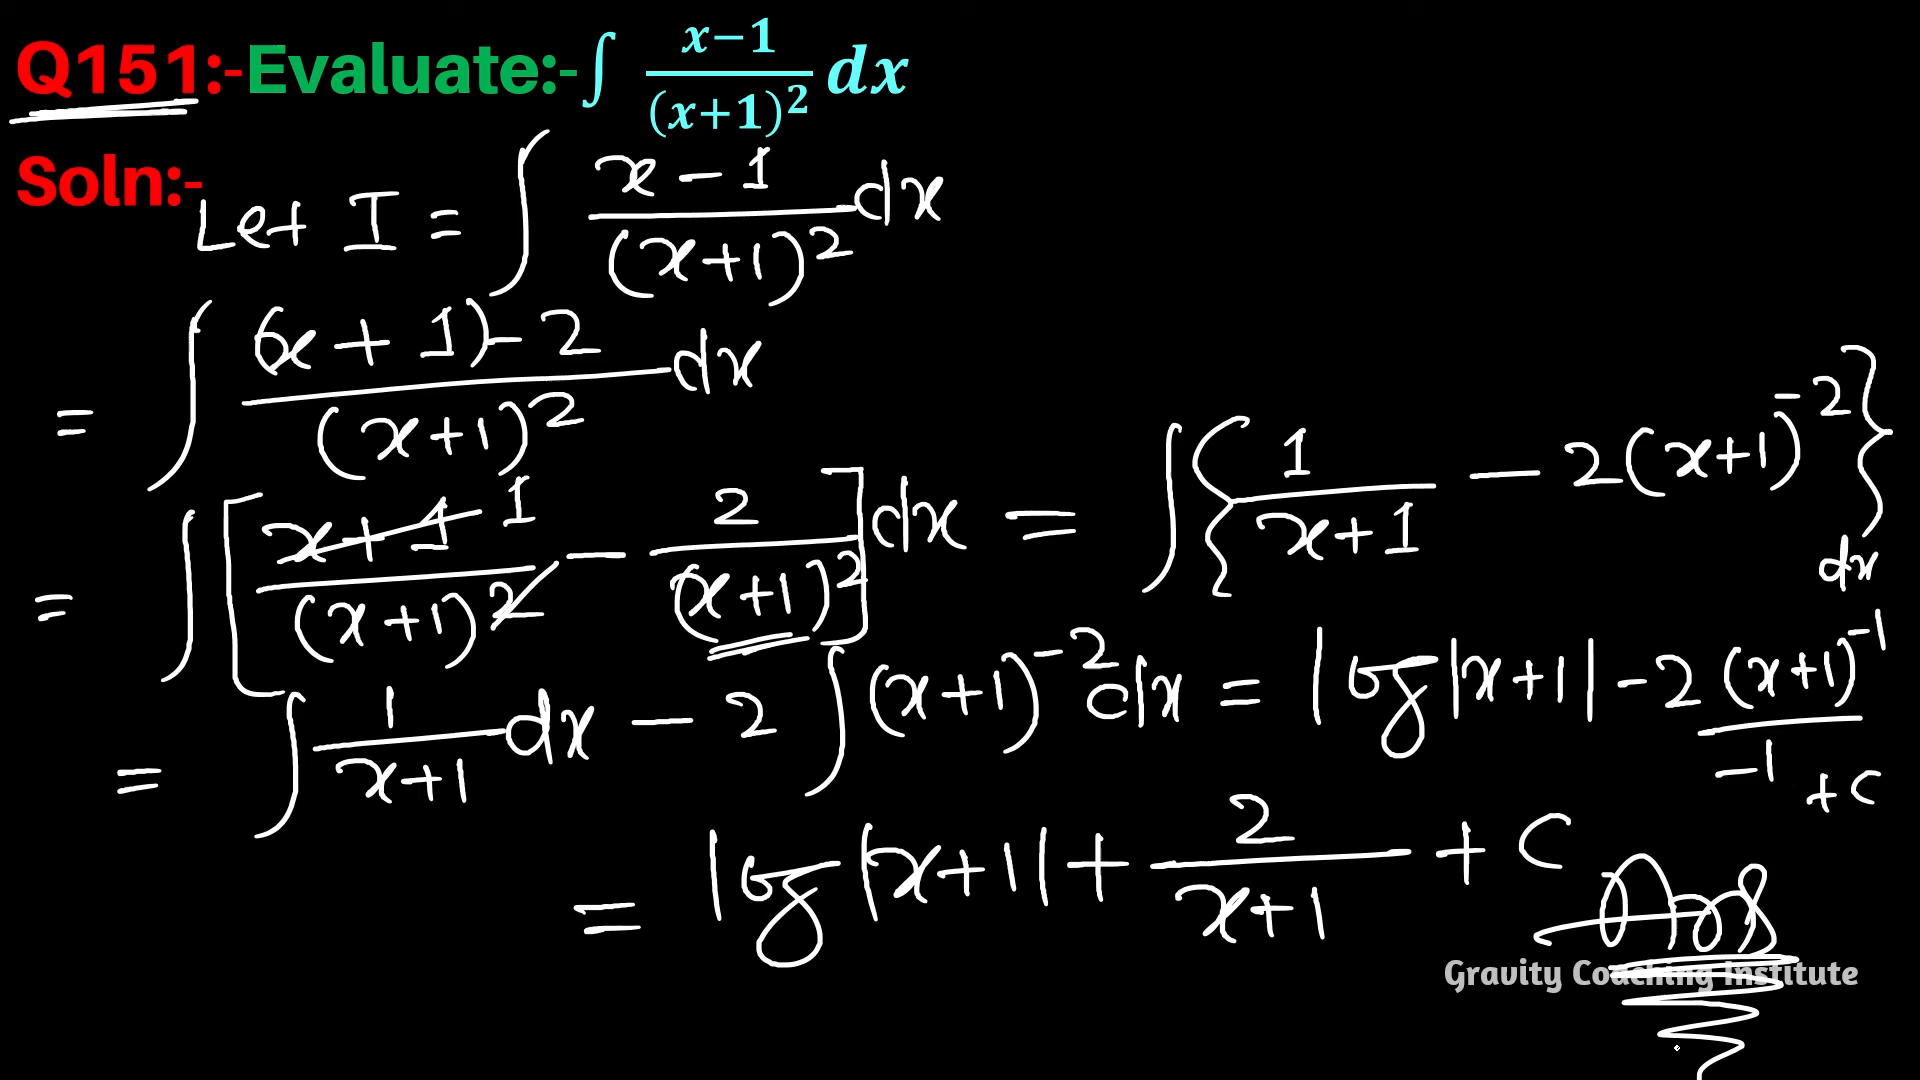 Q151:-Evaluate:-∫ (x−1)/(x+1)² dx
Soln:-
Let I = ∫ (x−1)/(x+1)² dx
= ∫ ((x+1)−2)/(x+1)² dx
= ∫ [(x+1)/(x+1)² 1 − 2/(x+1)²] dx = ∫ {1/(x+1) − 2(x+1)⁻²} dx
= ∫ 1/(x+1) dx − 2 ∫ (x+1)⁻² dx = log|x+1| − 2 (x+1)⁻¹/−1 + C
= log|x+1| + 2/(x+1) + C Ans
Gravity Coaching Institute